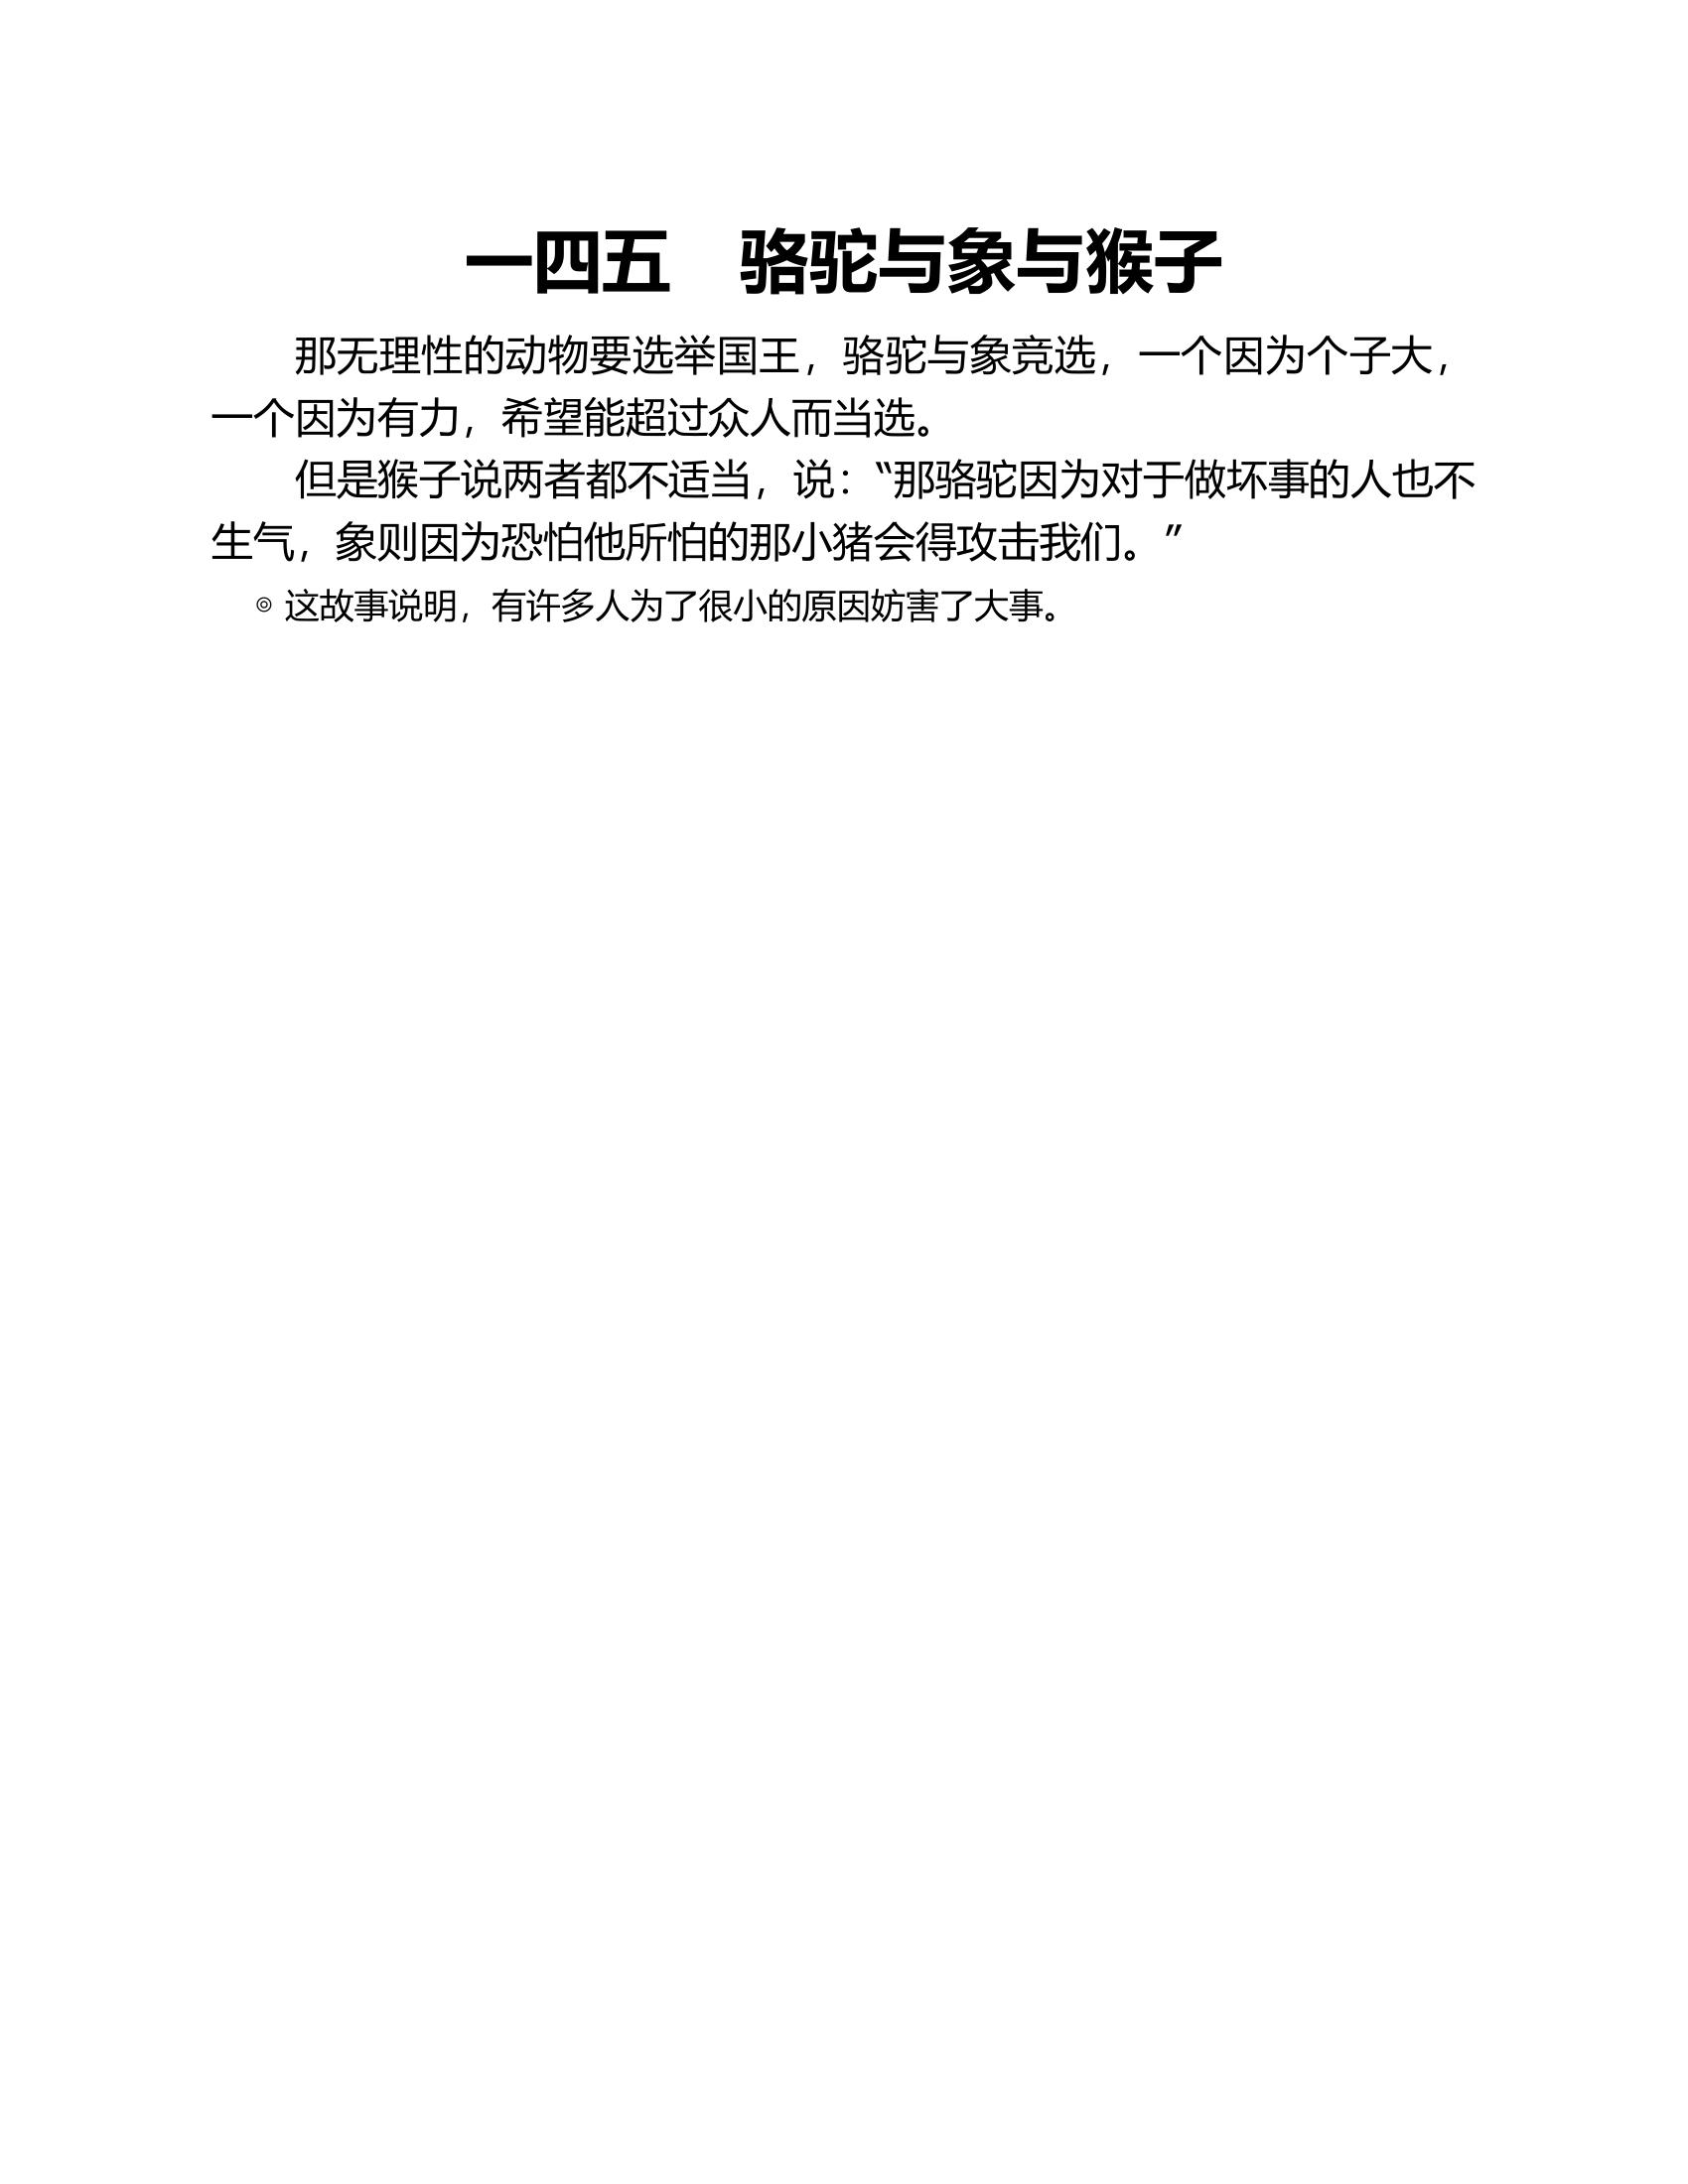 一四五　骆驼与象与猴子
那无理性的动物要选举国王，骆驼与象竞选，一个因为个子大，
一个因为有力，希望能超过众人而当选。
但是猴子说两者都不适当，说：“那骆驼因为对于做坏事的人也不
生气，象则因为恐怕他所怕的那小猪会得攻击我们。”
◎ 这故事说明，有许多人为了很小的原因妨害了大事。